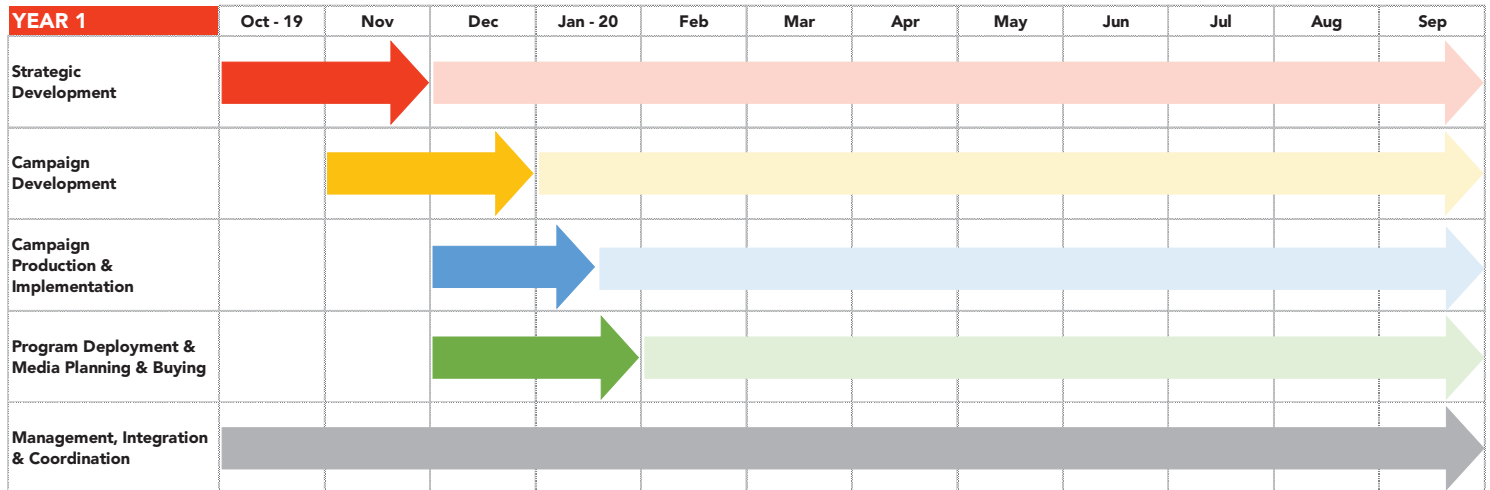 YEAR 1 Oct - 19 Nov Dec Jan - 20 Feb Mar Apr May Jun Jul Aug Sep
Strategic
Development
Campaign
Development
Campaign
Production &
Implementation
Program Deployment &
Media Planning & Buying
Management, Integration
& Coordination